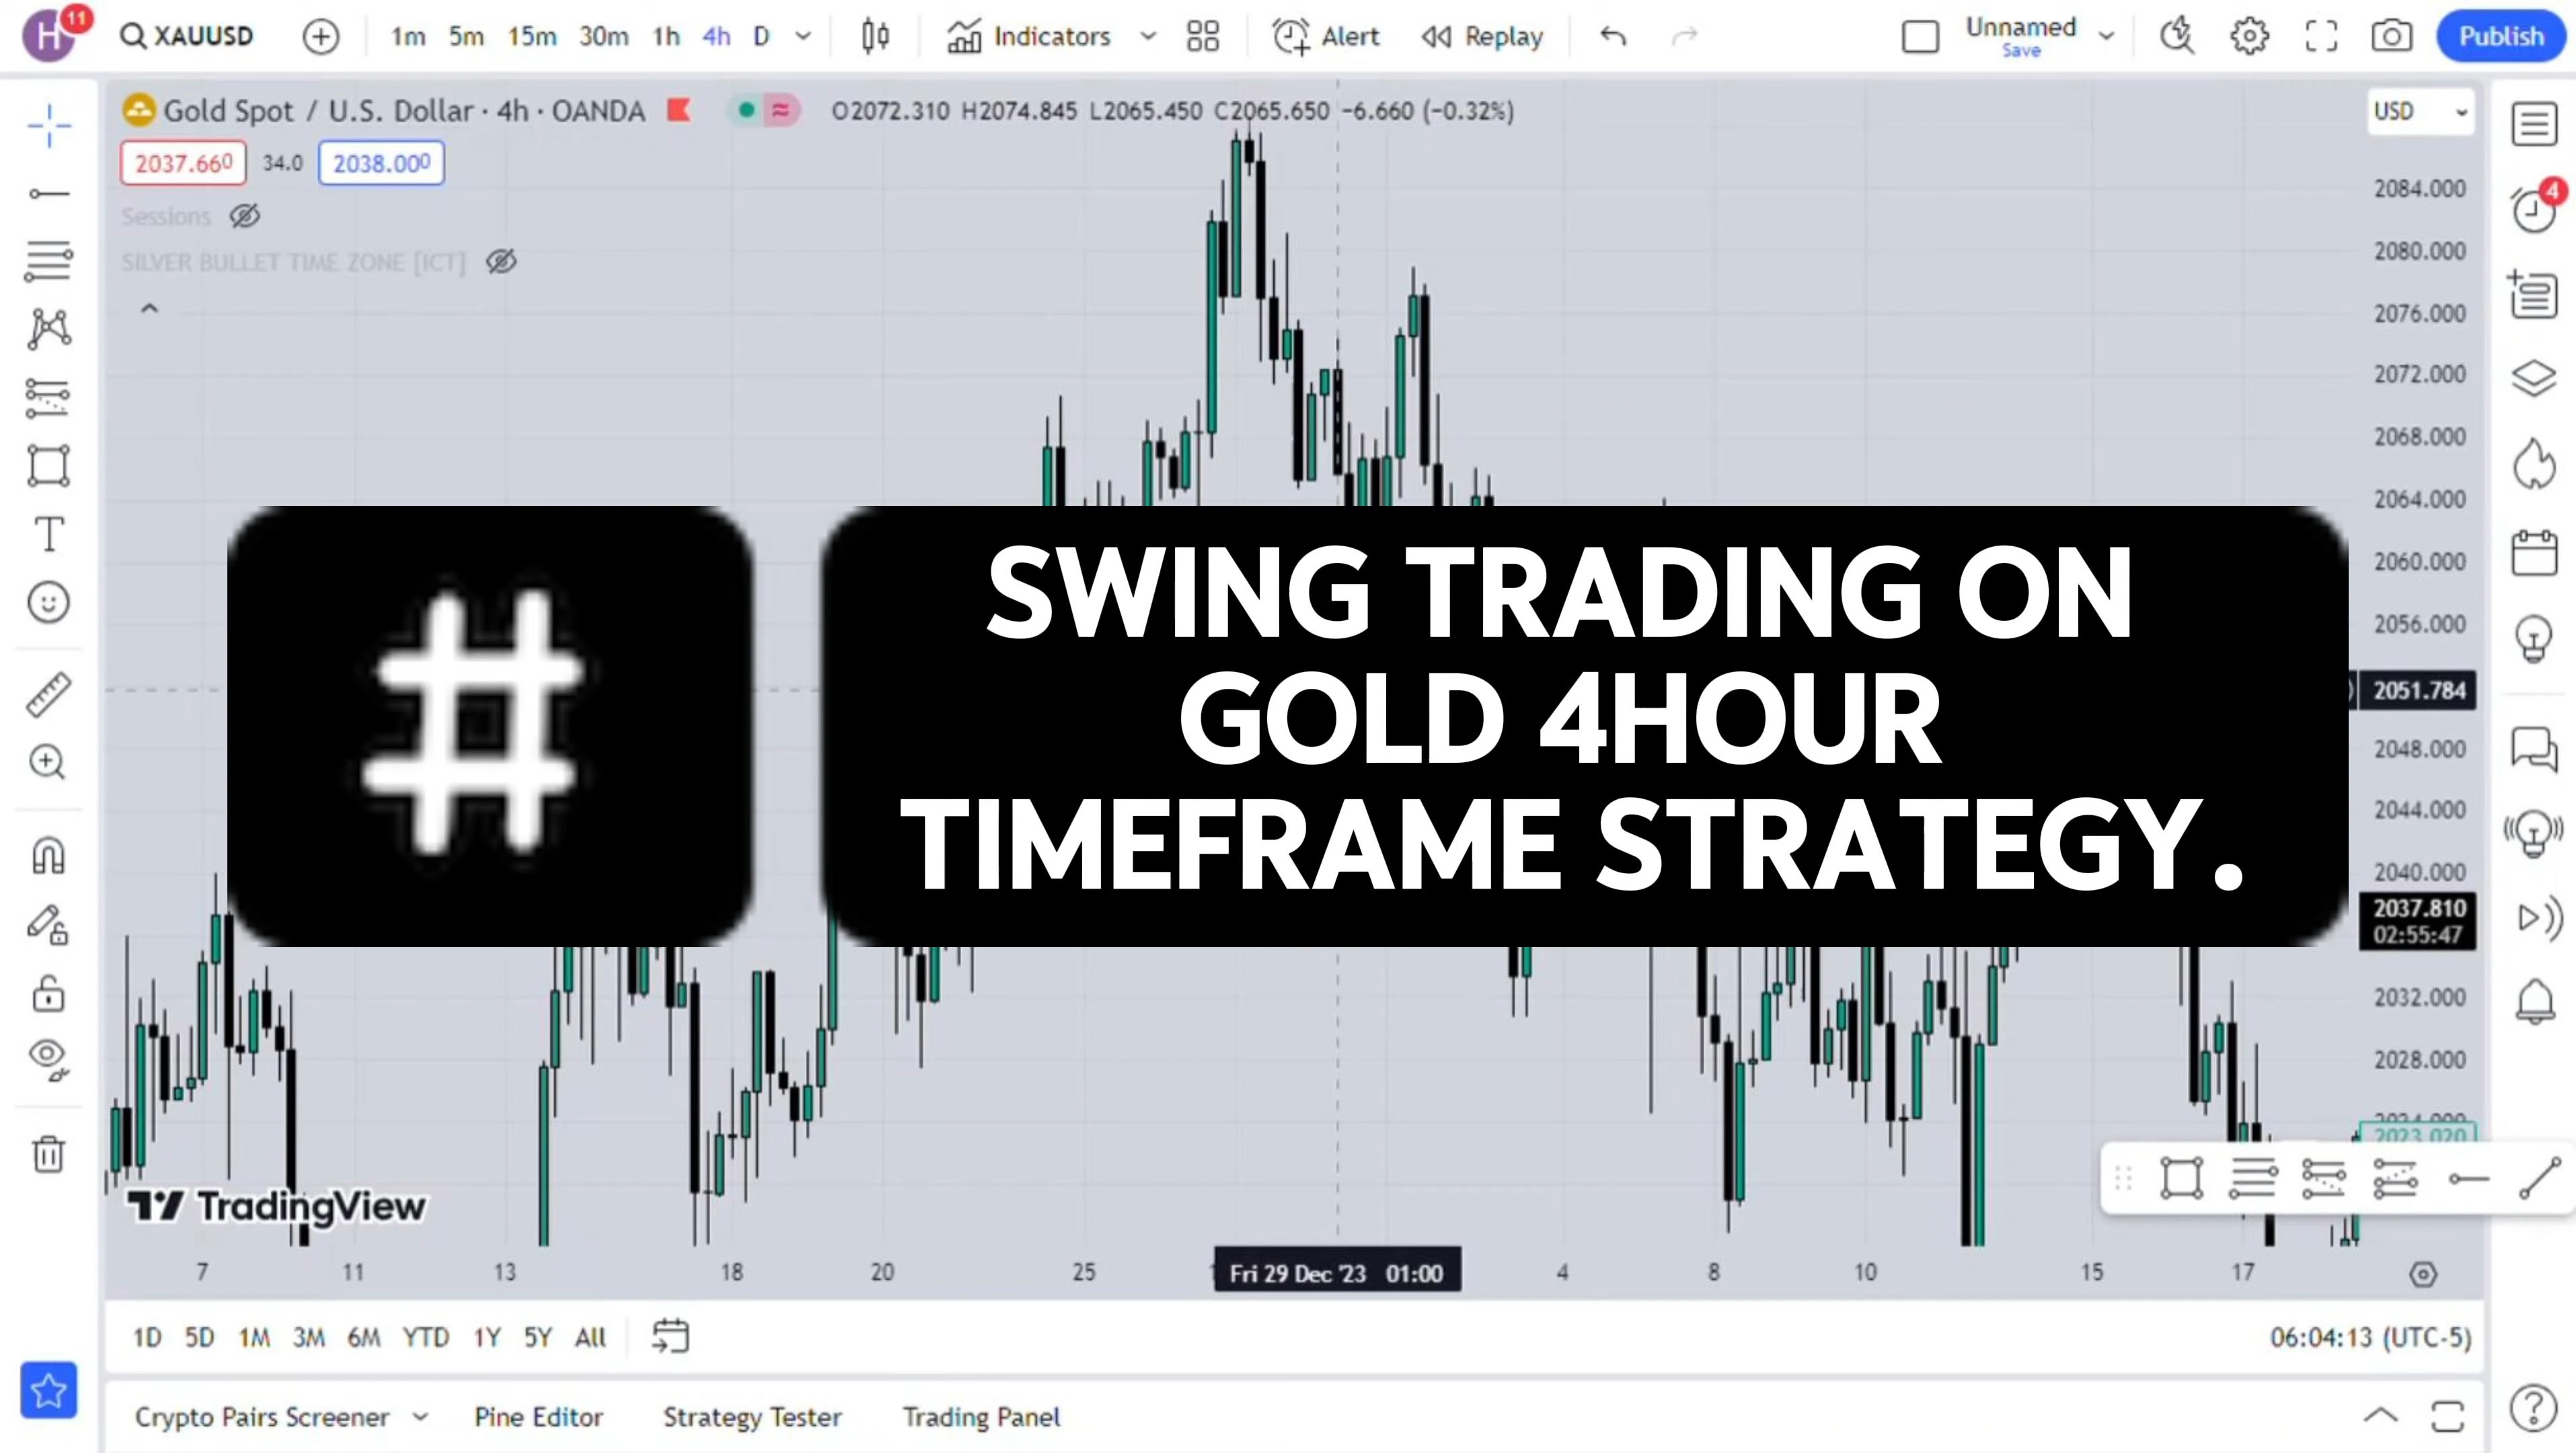 H
11
XAUUSD
1m 5m 15m 30m 1h 4h D
Indicators
Alert
Replay
Unnamed
Save
Publish
Gold Spot / U.S. Dollar · 4h · OANDA
O2072.310 H2074.845 L2065.450 C2065.650 −6.660 (−0.32%)
USD
2037.660 34.0 2038.000
Sessions
SILVER BULLET TIME ZONE [ICT]
4
2084.000
2080.000
2076.000
2072.000
2068.000
2064.000
2060.000
2056.000
2051.784
2048.000
2044.000
2040.000
2037.810
02:55:47
2032.000
2028.000
2024.000
2023.020
#
SWING TRADING ON
GOLD 4HOUR
TIMEFRAME STRATEGY.
TradingView
7 11 13 18 20 25 Fri 29 Dec '23 01:00 4 8 10 15 17
1D 5D 1M 3M 6M YTD 1Y 5Y All
06:04:13 (UTC-5)
Crypto Pairs Screener Pine Editor Strategy Tester Trading Panel